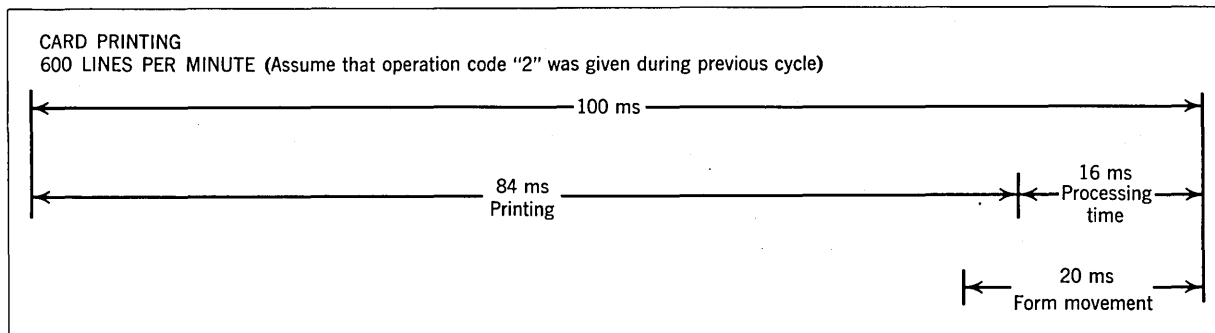 CARD PRINTING
600 LINES PER MINUTE (Assume that operation code "2" was given during previous cycle)
100 ms
84 ms
Printing
16 ms
Processing
time
20 ms
Form movement